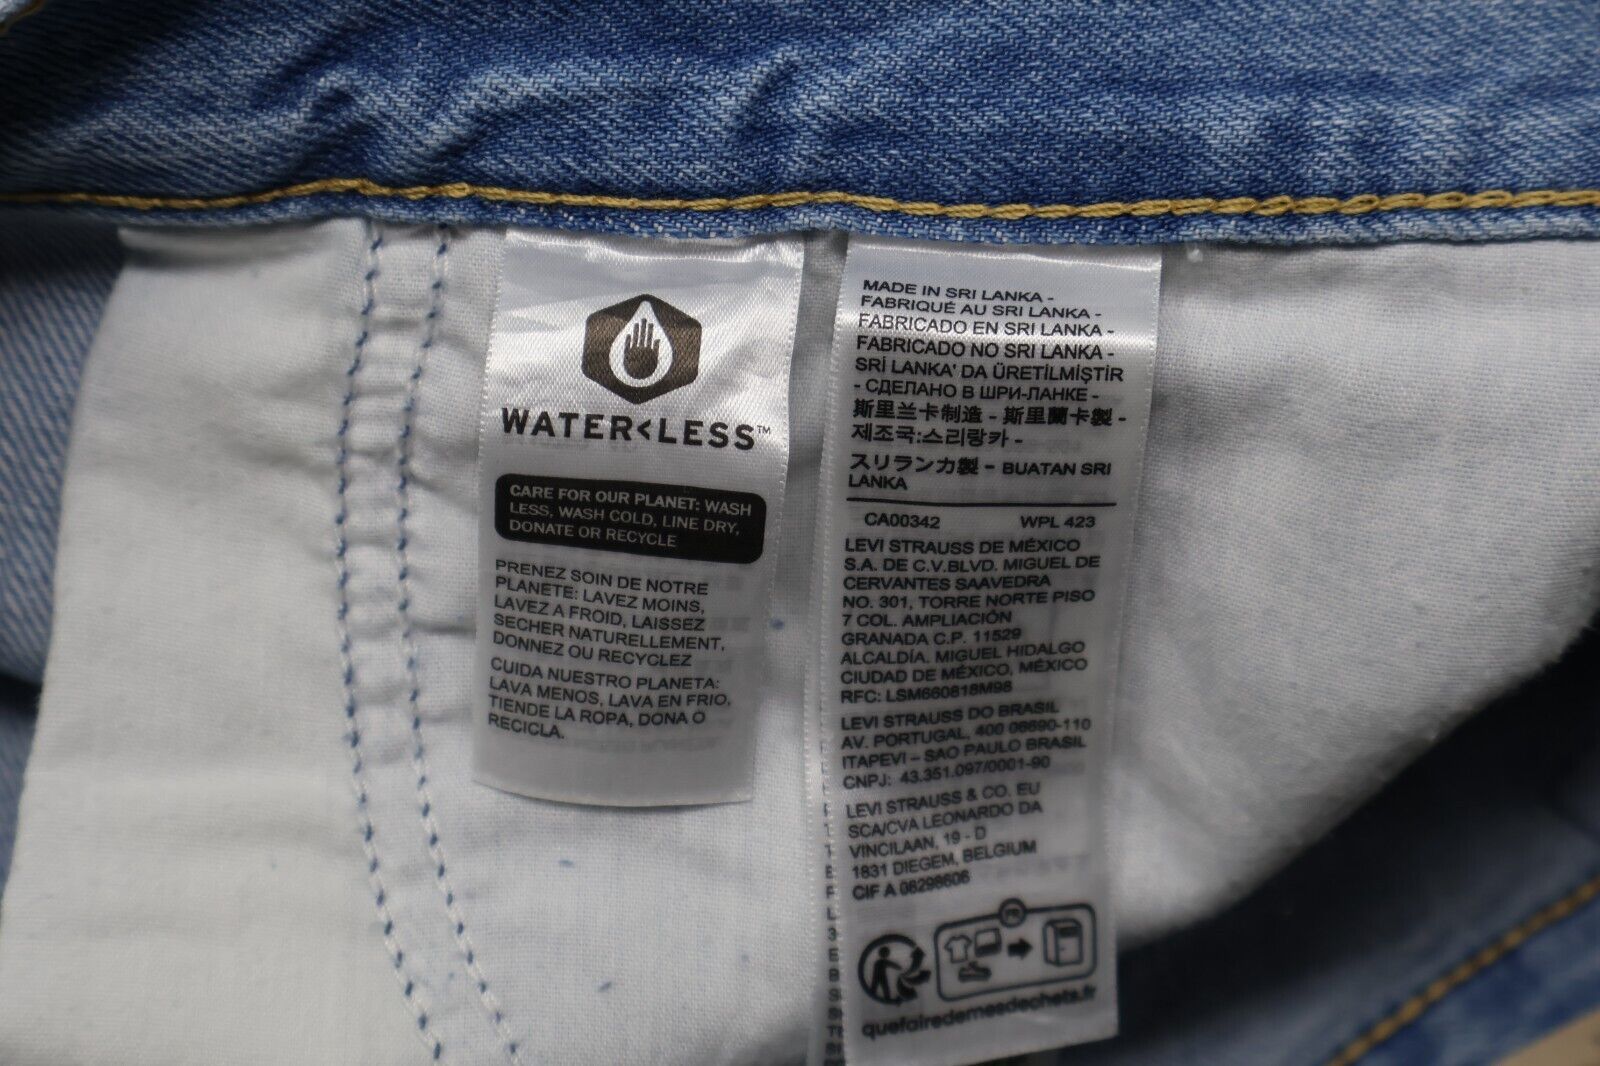 WATER<LESS™
CARE FOR OUR PLANET: WASH
LESS, WASH COLD, LINE DRY,
DONATE OR RECYCLE
PRENEZ SOIN DE NOTRE
PLANETE: LAVEZ MOINS,
LAVEZ A FROID, LAISSEZ
SECHER NATURELLEMENT,
DONNEZ OU RECYCLEZ
CUIDA NUESTRO PLANETA:
LAVA MENOS, LAVA EN FRIO,
TIENDE LA ROPA, DONA O
RECICLA.
MADE IN SRI LANKA -
FABRIQUÉ AU SRI LANKA -
FABRICADO EN SRI LANKA -
FABRICADO NO SRI LANKA -
SRİ LANKA' DA ÜRETİLMİŞTİR
- СДЕЛАНО В ШРИ-ЛАНКЕ -
斯里兰卡制造 - 斯里蘭卡製 -
제조국:스리랑카 -
スリランカ製 - BUATAN SRI
LANKA
CA00342 WPL 423
LEVI STRAUSS DE MÉXICO
S.A. DE C.V.BLVD. MIGUEL DE
CERVANTES SAAVEDRA
NO. 301, TORRE NORTE PISO
7 COL. AMPLIACIÓN
GRANADA C.P. 11529
ALCALDÍA. MIGUEL HIDALGO
CIUDAD DE MÉXICO, MÉXICO
RFC: LSM660818M98
LEVI STRAUSS DO BRASIL
AV. PORTUGAL, 400 06690-110
ITAPEVI – SAO PAULO BRASIL
CNPJ: 43.351.097/0001-90
LEVI STRAUSS & CO. EU
SCA/CVA LEONARDO DA
VINCILAAN, 19 - D
1831 DIEGEM, BELGIUM
CIF A 08298606
FR
quefairedemesdechets.fr